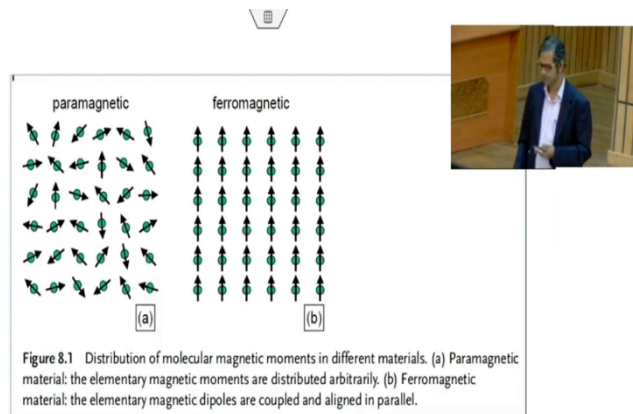 paramagnetic ferromagnetic
(a) (b)
Figure 8.1 Distribution of molecular magnetic moments in different materials. (a) Paramagnetic
material: the elementary magnetic moments are distributed arbitrarily. (b) Ferromagnetic
material: the elementary magnetic dipoles are coupled and aligned in parallel.